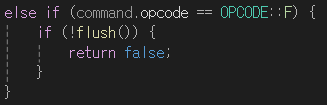 else if (command.opcode == OPCODE::F) {
    if (!flush()) {
        return false;
    }
}